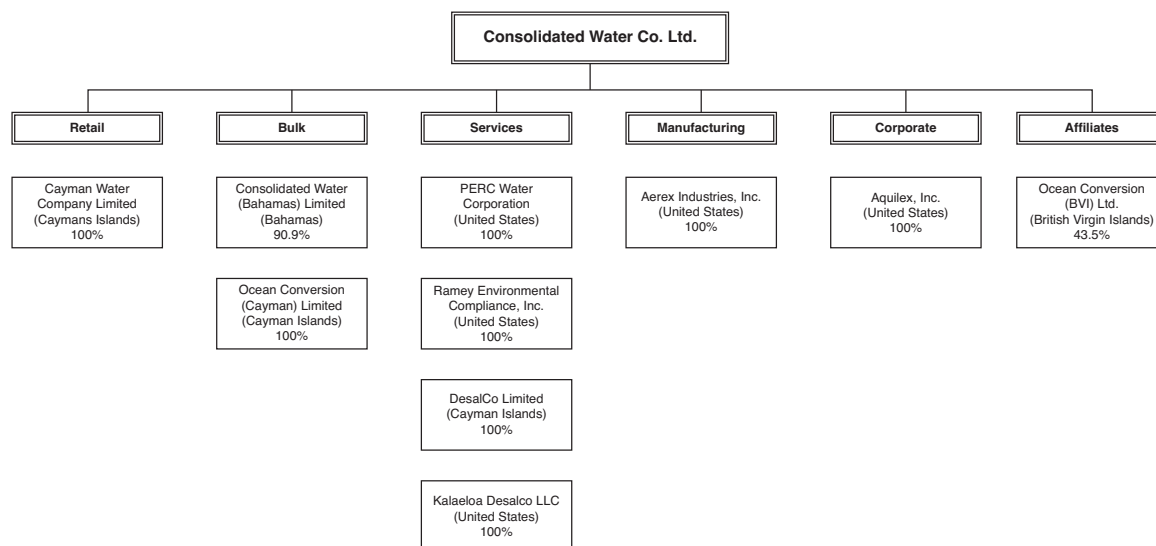 Consolidated Water Co. Ltd.
Retail
Bulk
Services
Manufacturing
Corporate
Affiliates
Cayman Water
Company Limited
(Caymans Islands)
100%
Consolidated Water
(Bahamas) Limited
(Bahamas)
90.9%
PERC Water
Corporation
(United States)
100%
Aerex Industries, Inc.
(United States)
100%
Aquilex, Inc.
(United States)
100%
Ocean Conversion
(BVI) Ltd.
(British Virgin Islands)
43.5%
Ocean Conversion
(Cayman) Limited
(Cayman Islands)
100%
Ramey Environmental
Compliance, Inc.
(United States)
100%
DesalCo Limited
(Cayman Islands)
100%
Kalaeloa Desalco LLC
(United States)
100%